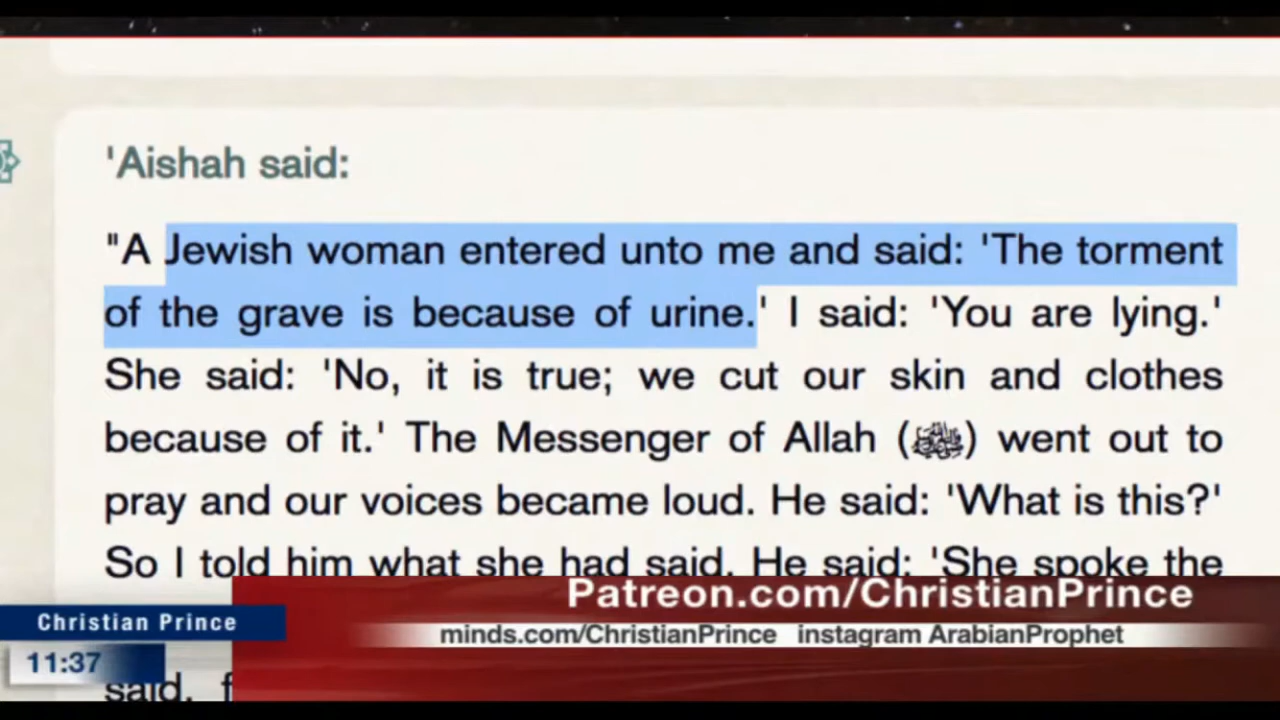 'Aishah said:
"A Jewish woman entered unto me and said: 'The torment
of the grave is because of urine.' I said: 'You are lying.'
She said: 'No, it is true; we cut our skin and clothes
because of it.' The Messenger of Allah (ﷺ) went out to
pray and our voices became loud. He said: 'What is this?'
So I told him what she had said. He said: 'She spoke the
said, f
Patreon.com/ChristianPrince
minds.com/ChristianPrince instagram ArabianProphet
Christian Prince
11:37